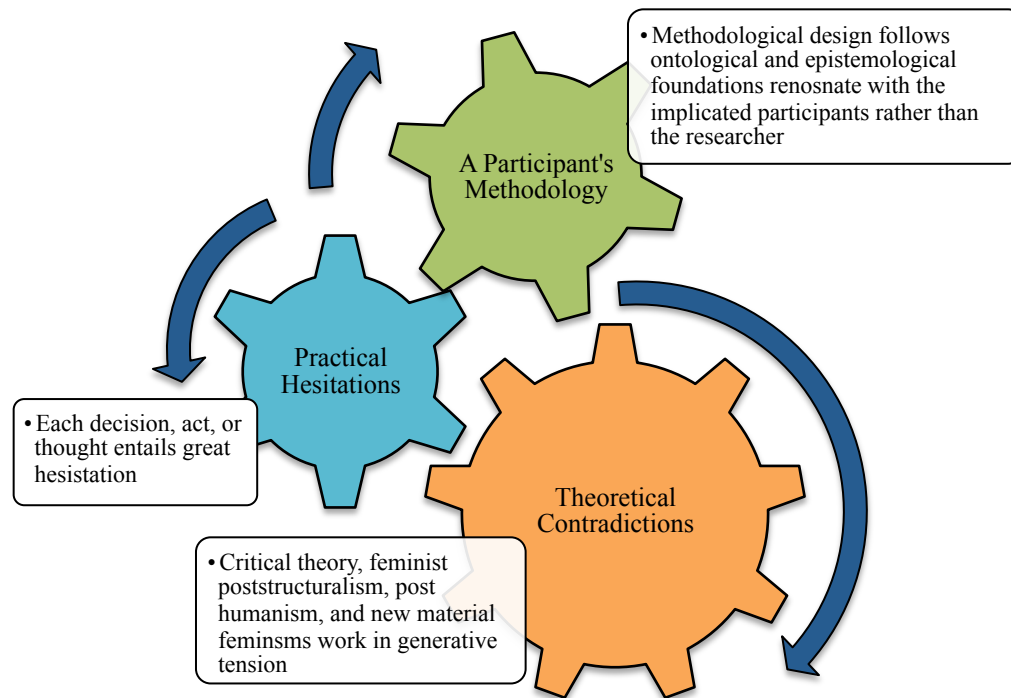 • Methodological design follows
ontological and epistemological
foundations renosnate with the
implicated participants rather than
the researcher
A Participant's
Methodology
Practical
Hesitations
• Each decision, act, or
thought entails great
hesistation
Theoretical
Contradictions
• Critical theory, feminist
poststructuralism, post
humanism, and new material
feminsms work in generative
tension